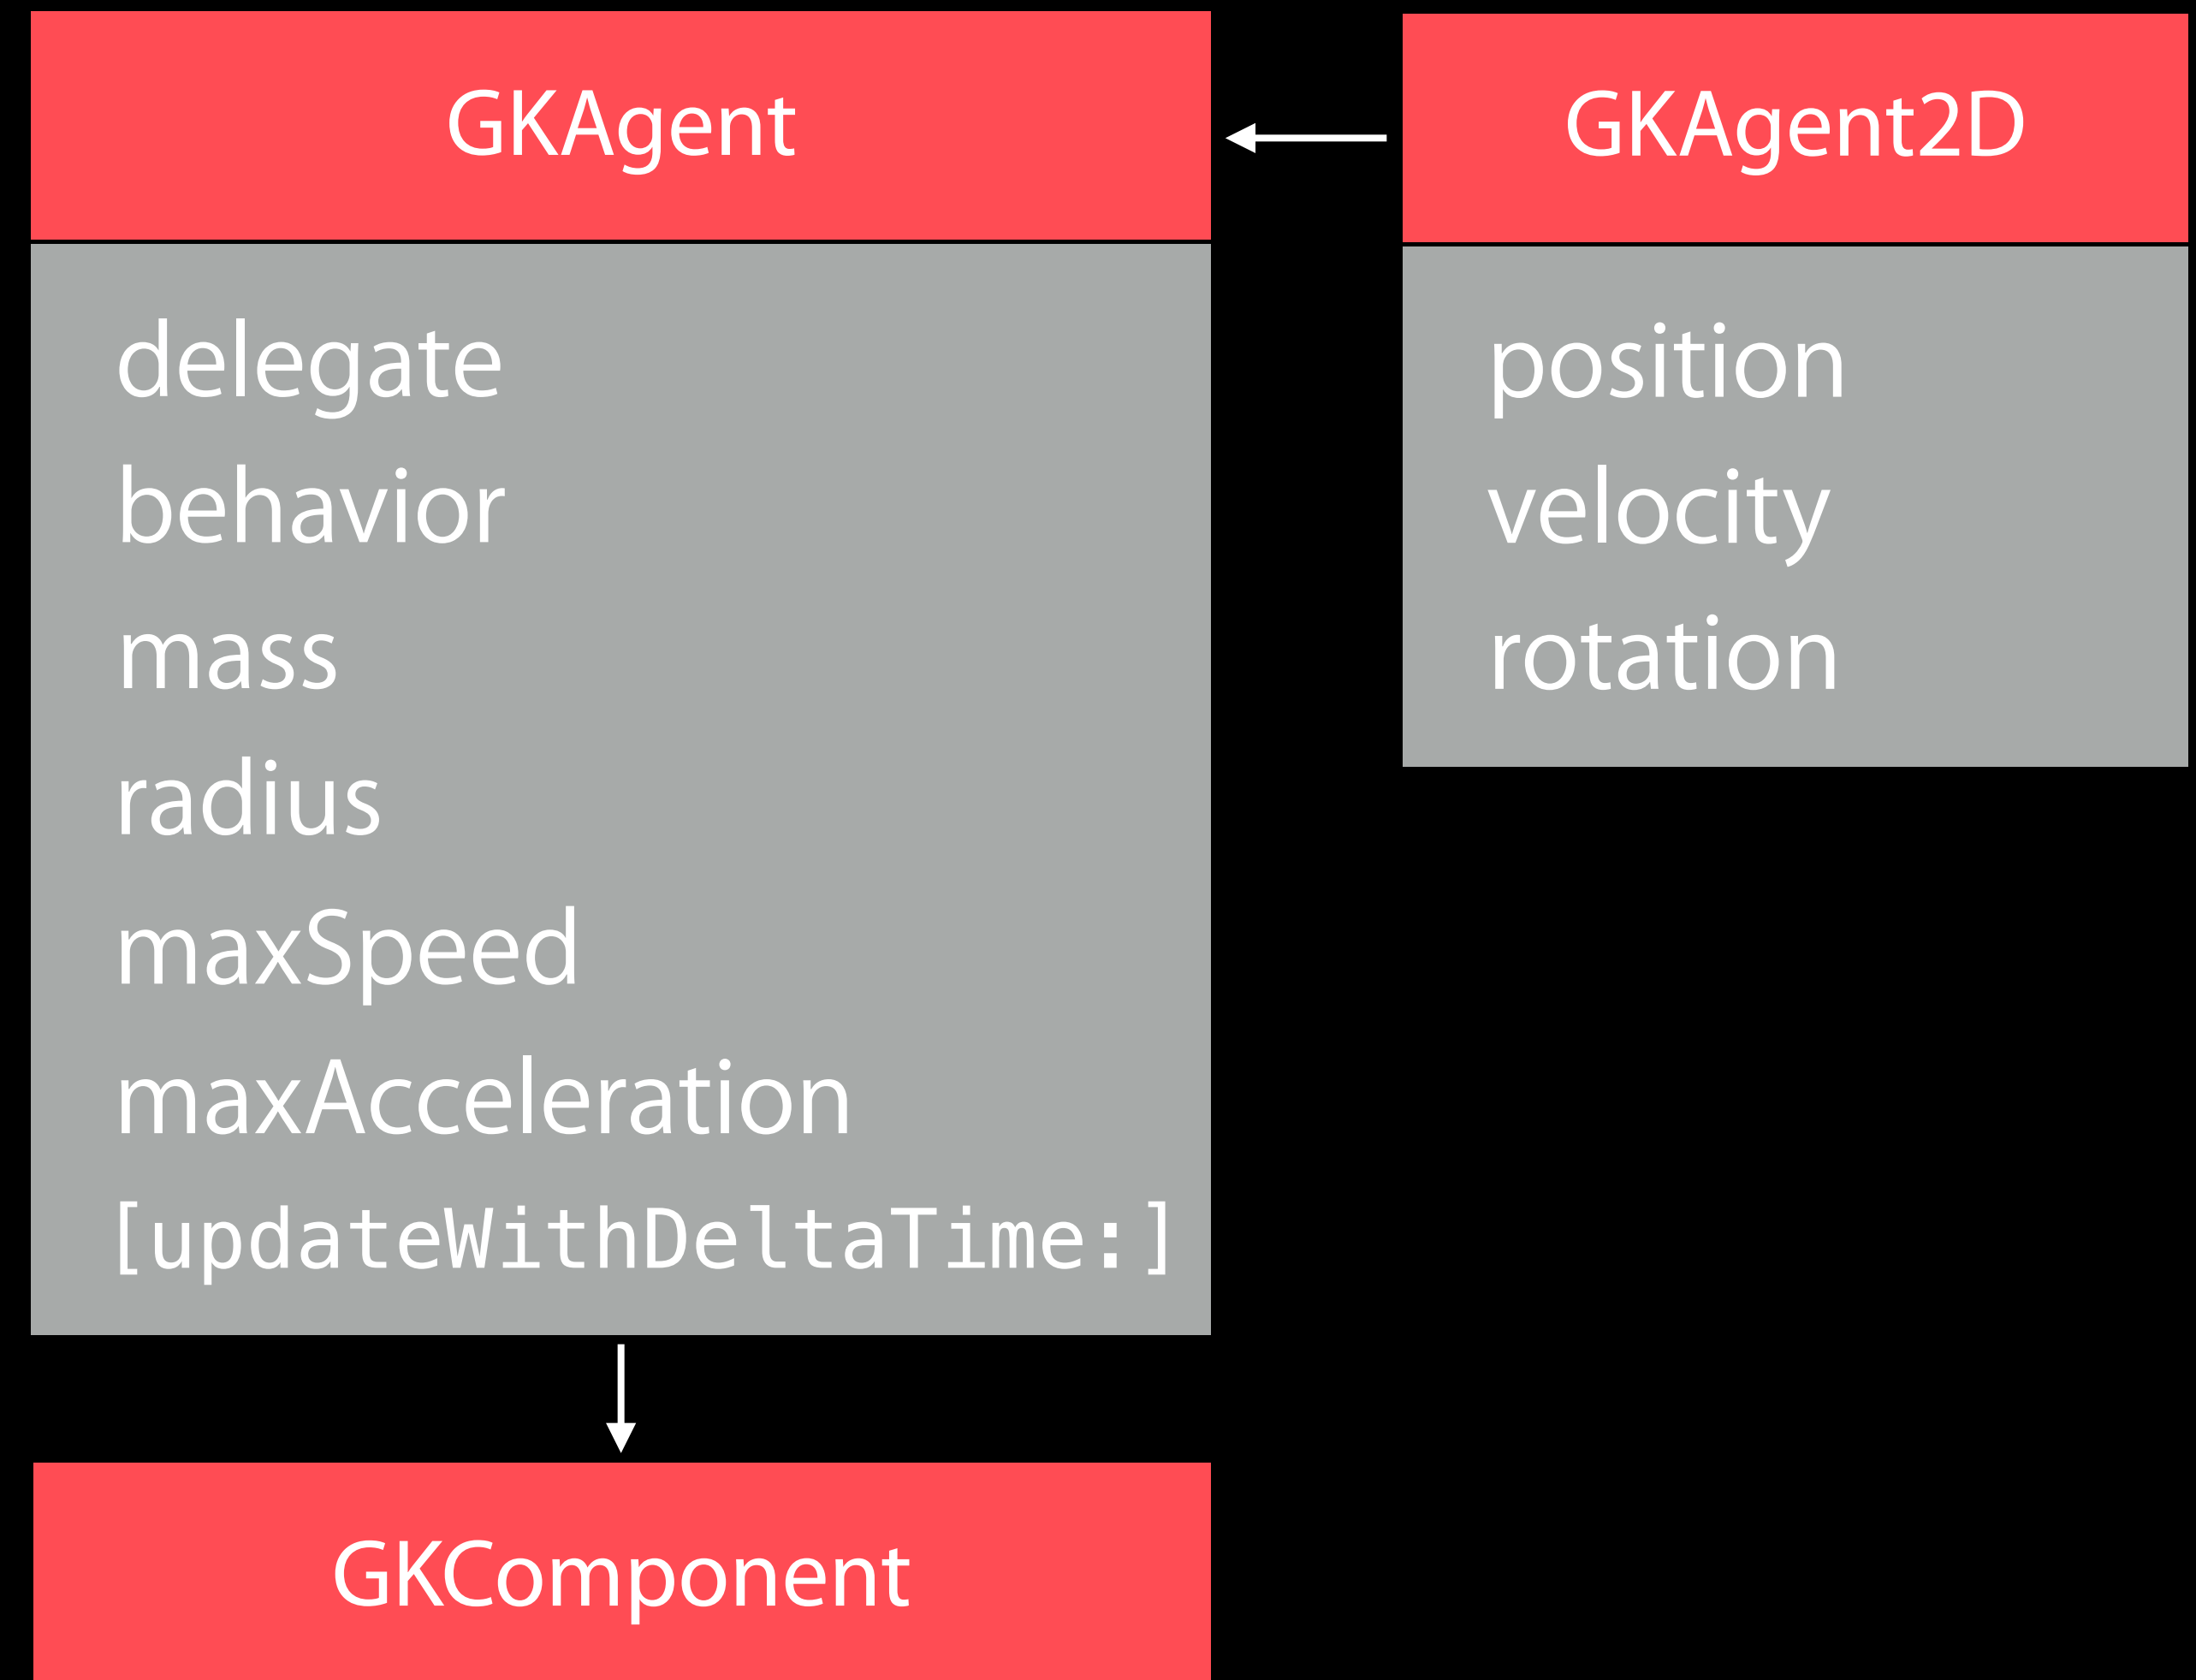 GKAgent
delegate
behavior
mass
radius
maxSpeed
maxAcceleration
[updateWithDeltaTime:]
GKAgent2D
position
velocity
rotation
GKComponent